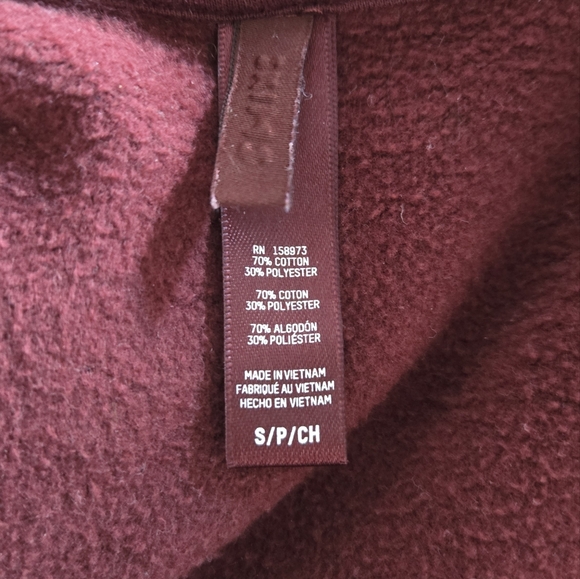 SKIMS
RN 158973
70% COTTON
30% POLYESTER
70% COTON
30% POLYESTER
70% ALGODÓN
30% POLIÉSTER
MADE IN VIETNAM
FABRIQUÉ AU VIETNAM
HECHO EN VIETNAM
S/P/CH